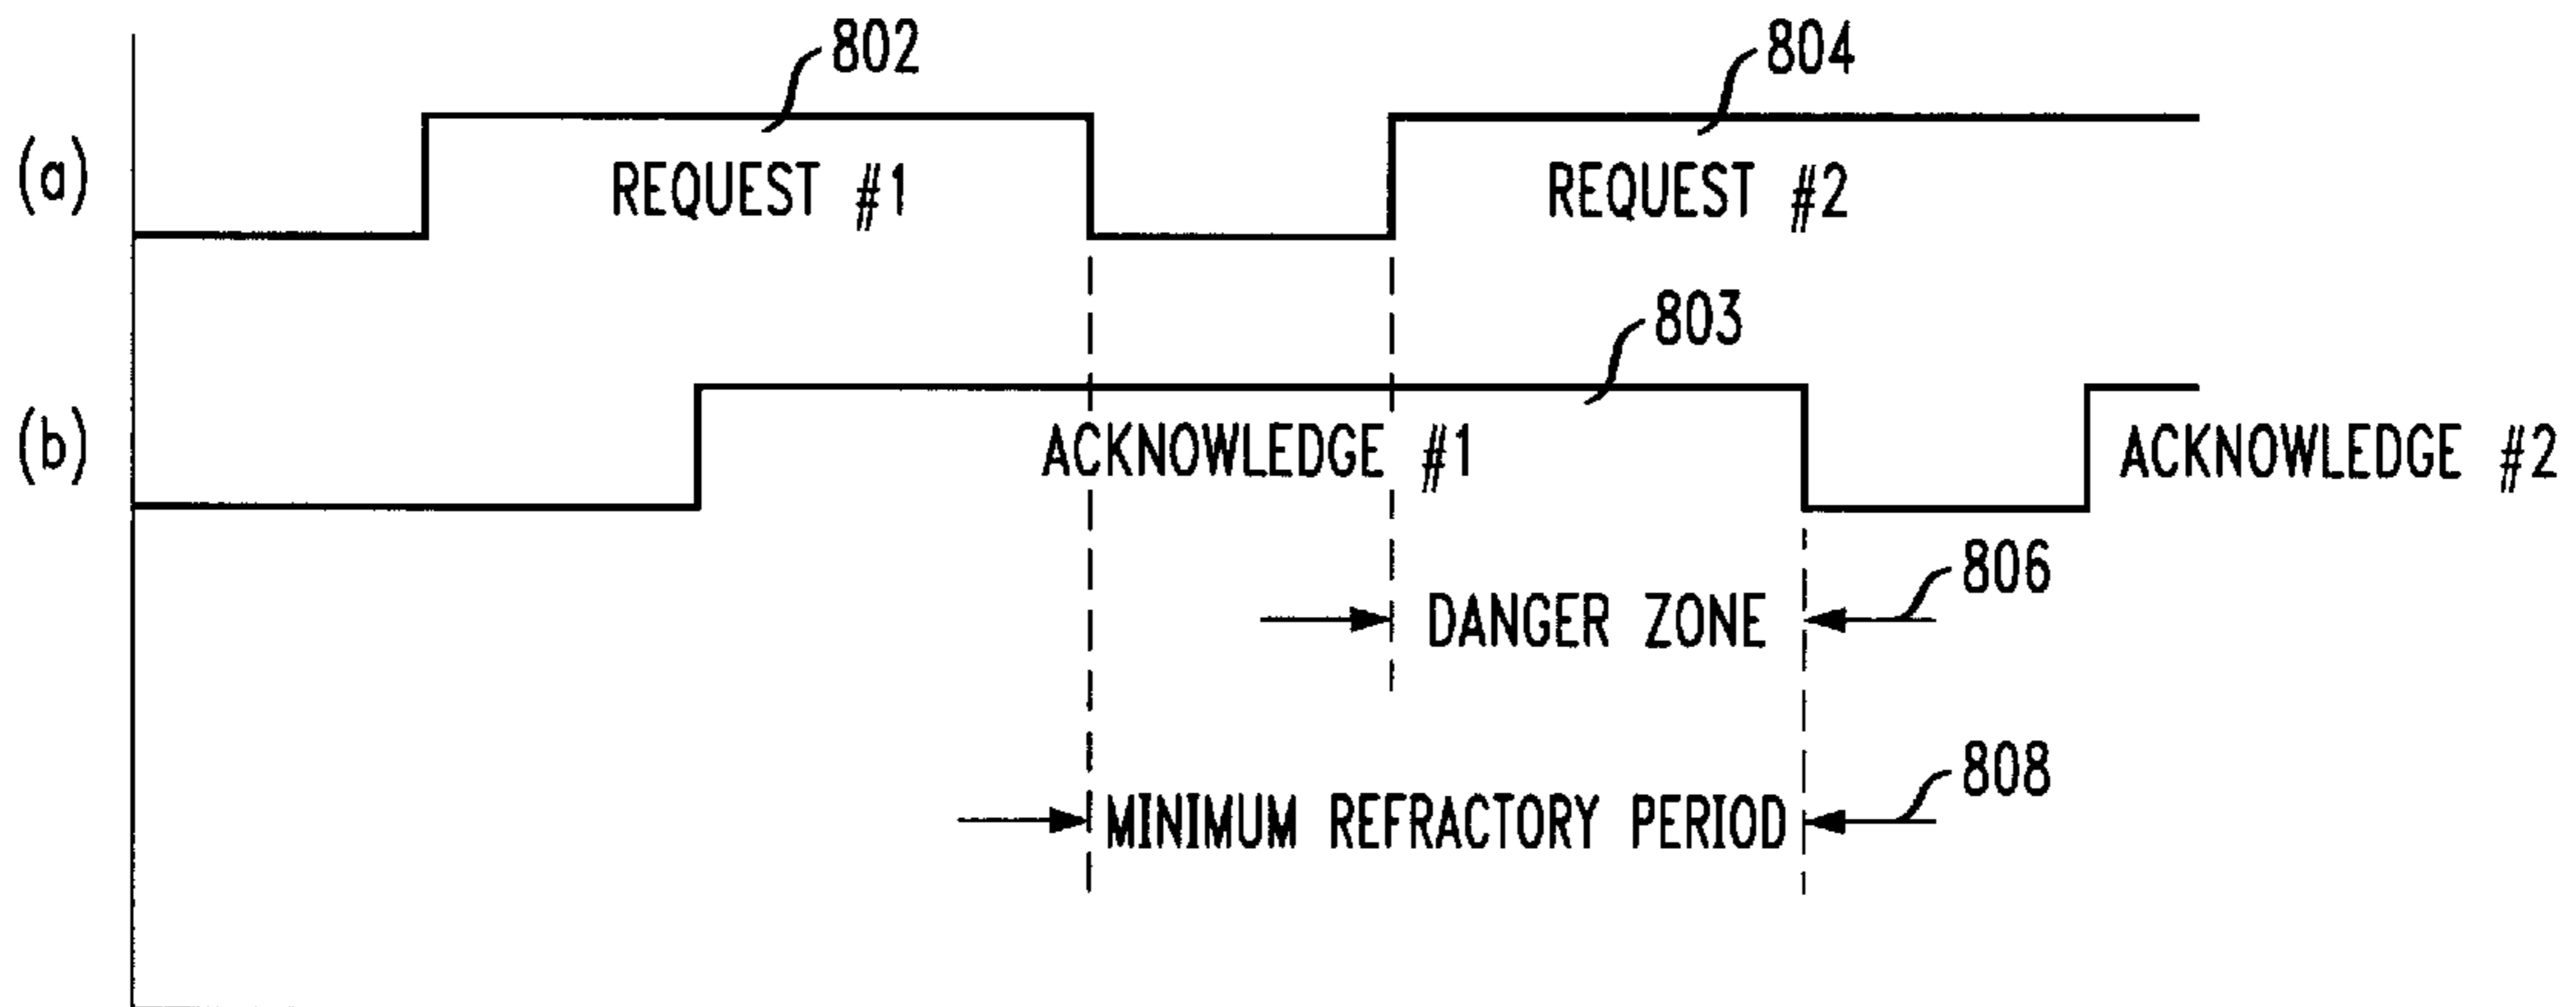 802
804
(a)
REQUEST #1
REQUEST #2
803
(b)
ACKNOWLEDGE #1
ACKNOWLEDGE #2
806
DANGER ZONE
808
MINIMUM REFRACTORY PERIOD